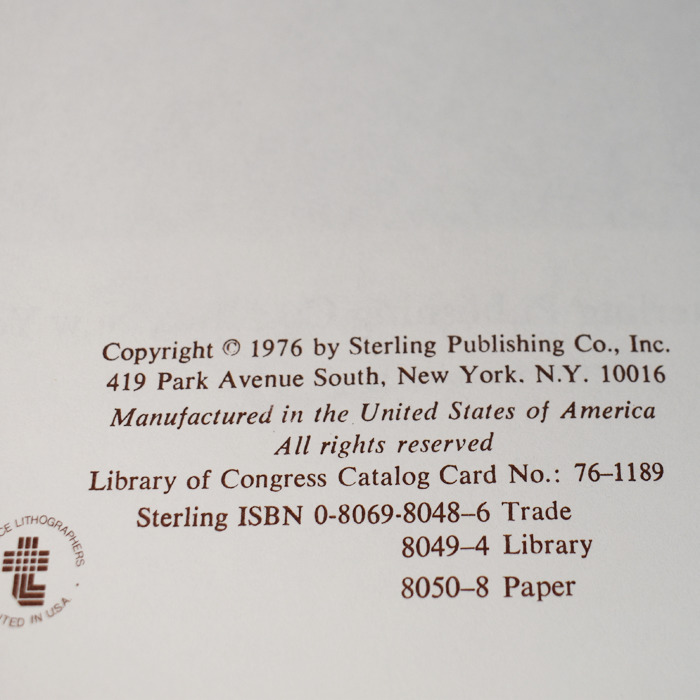 Copyright © 1976 by Sterling Publishing Co., Inc.
419 Park Avenue South, New York. N.Y. 10016
Manufactured in the United States of America
All rights reserved
Library of Congress Catalog Card No.: 76–1189
Sterling ISBN 0-8069-8048–6 Trade
8049–4 Library
8050–8 Paper
LITHOGRAPHERS
IN U.S.A.